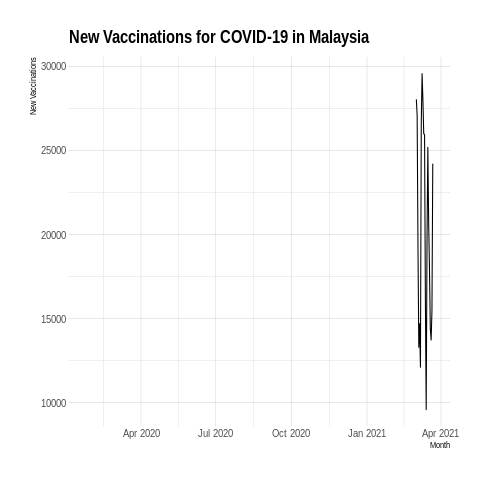 New Vaccinations for COVID-19 in Malaysia
New Vaccinations
30000
25000
20000
15000
10000
Apr 2020 Jul 2020 Oct 2020 Jan 2021 Apr 2021
Month